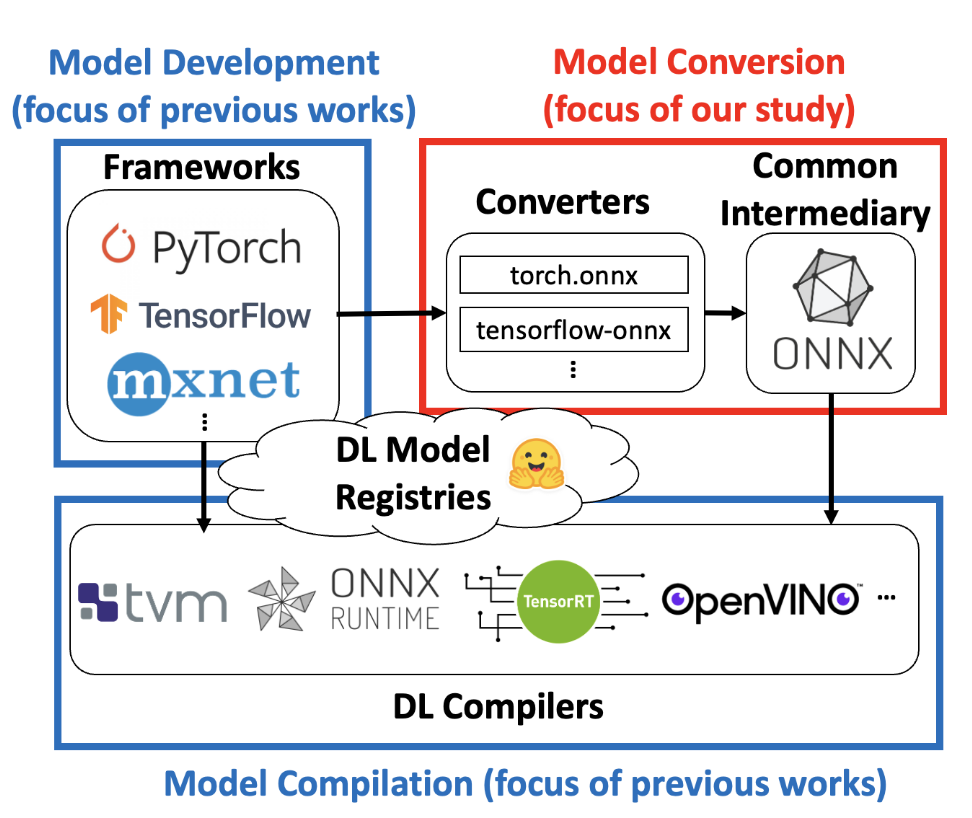 Model Development
(focus of previous works)
Model Conversion
(focus of our study)
Frameworks
PyTorch
TensorFlow
mxnet
⋮
Converters
torch.onnx
tensorflow-onnx
⋮
Common
Intermediary
ONNX
DL Model
Registries
tvm
ONNX
RUNTIME
TensorRT
OpenVINO™
...
DL Compilers
Model Compilation (focus of previous works)